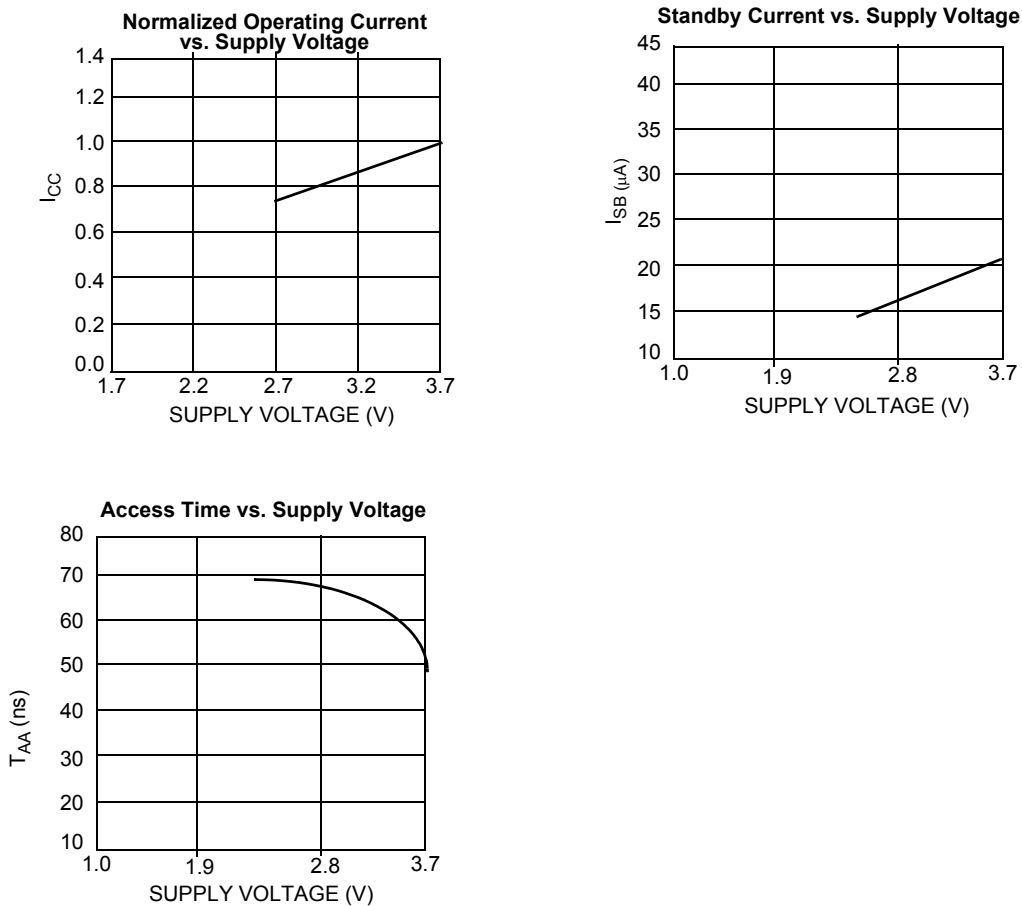 Normalized Operating Current
vs. Supply Voltage
1.4
1.2
1.0
0.8
0.6
0.4
0.2
0.0
ICC
1.7 2.2 2.7 3.2 3.7
SUPPLY VOLTAGE (V)
Standby Current vs. Supply Voltage
45
40
35
30
25
20
15
10
ISB (µA)
1.0 1.9 2.8 3.7
SUPPLY VOLTAGE (V)
Access Time vs. Supply Voltage
80
70
60
50
40
30
20
10
TAA (ns)
1.0 1.9 2.8 3.7
SUPPLY VOLTAGE (V)